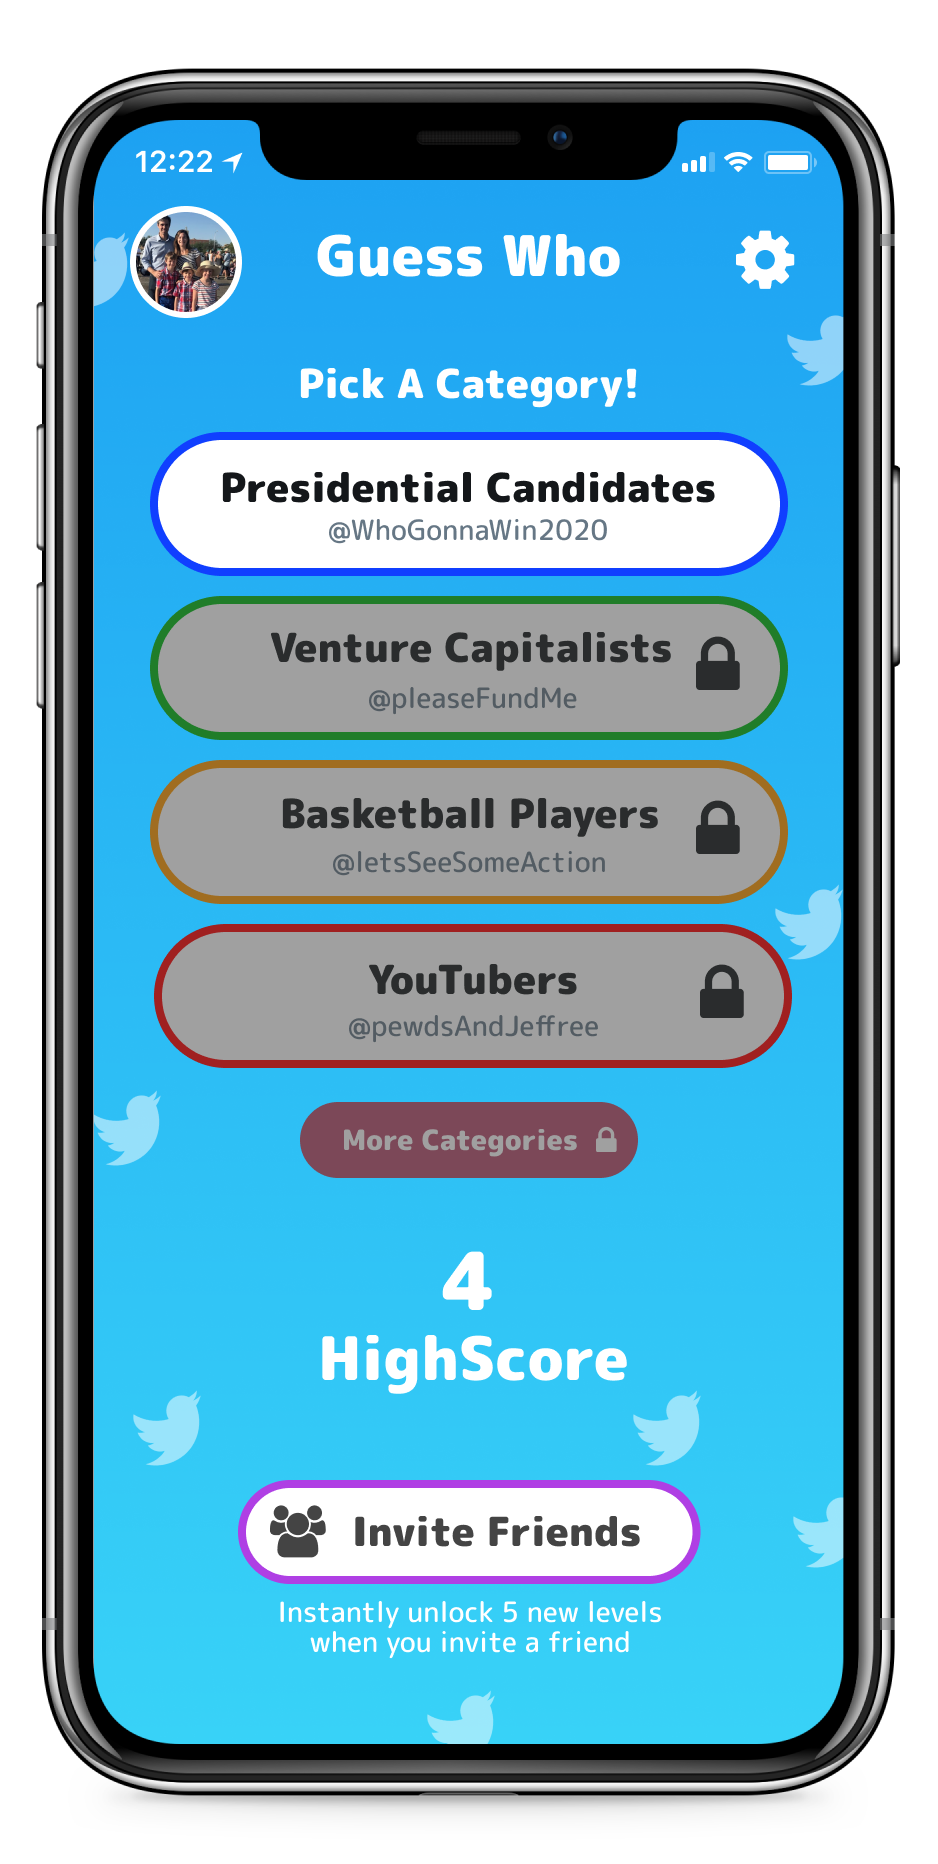 12:22
Guess Who
Pick A Category!
Presidential Candidates
@WhoGonnaWin2020
Venture Capitalists
@pleaseFundMe
Basketball Players
@letsSeeSomeAction
YouTubers
@pewdsAndJeffree
More Categories
4
HighScore
Invite Friends
Instantly unlock 5 new levels
when you invite a friend